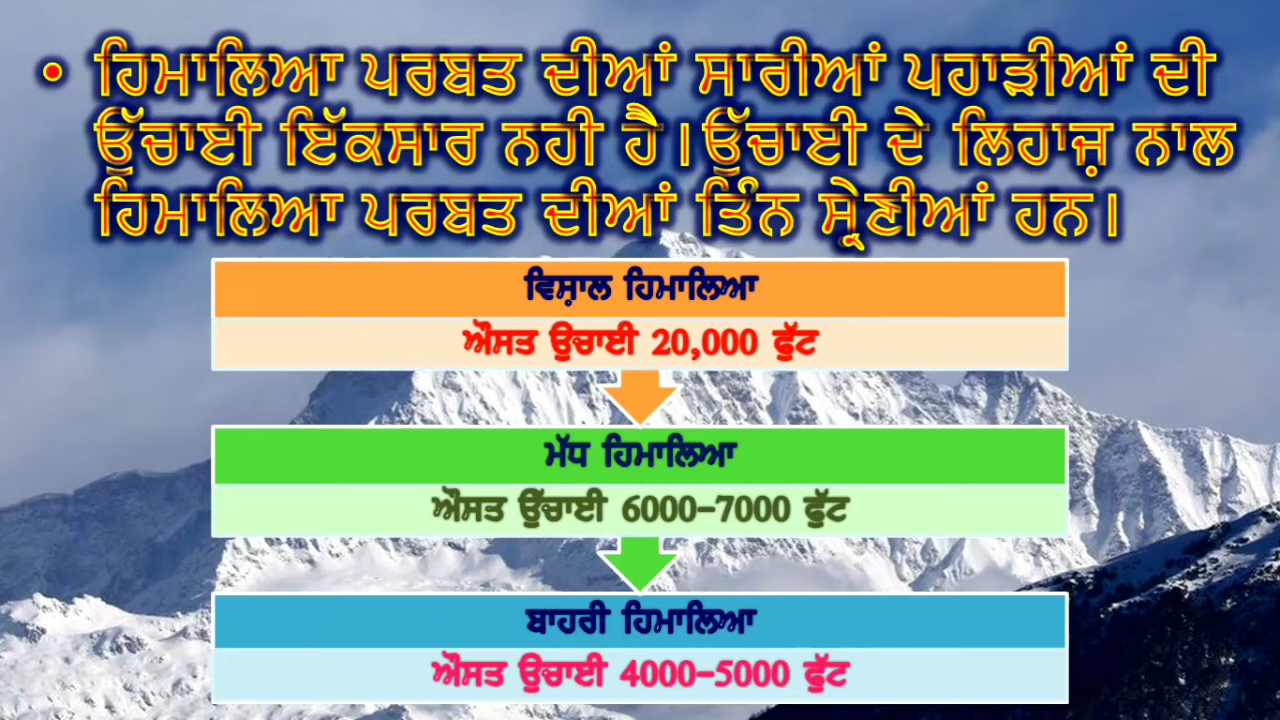 • ਹਿਮਾਲਿਆ ਪਰਬਤ ਦੀਆਂ ਸਾਰੀਆਂ ਪਹਾੜੀਆਂ ਦੀ
ਉੱਚਾਈ ਇੱਕਸਾਰ ਨਹੀ ਹੈ।ਉੱਚਾਈ ਦੇ ਲਿਹਾਜ਼ ਨਾਲ
ਹਿਮਾਲਿਆ ਪਰਬਤ ਦੀਆਂ ਤਿੰਨ ਸ੍ਰੇਣੀਆਂ ਹਨ।
ਵਿਸ਼ਾਲ ਹਿਮਾਲਿਆ
ਔਸਤ ਉਚਾਈ 20,000 ਫੁੱਟ
ਮੱਧ ਹਿਮਾਲਿਆ
ਔਸਤ ਉੱਚਾਈ 6000-7000 ਫੁੱਟ
ਬਾਹਰੀ ਹਿਮਾਲਿਆ
ਔਸਤ ਉਚਾਈ 4000-5000 ਫੁੱਟ